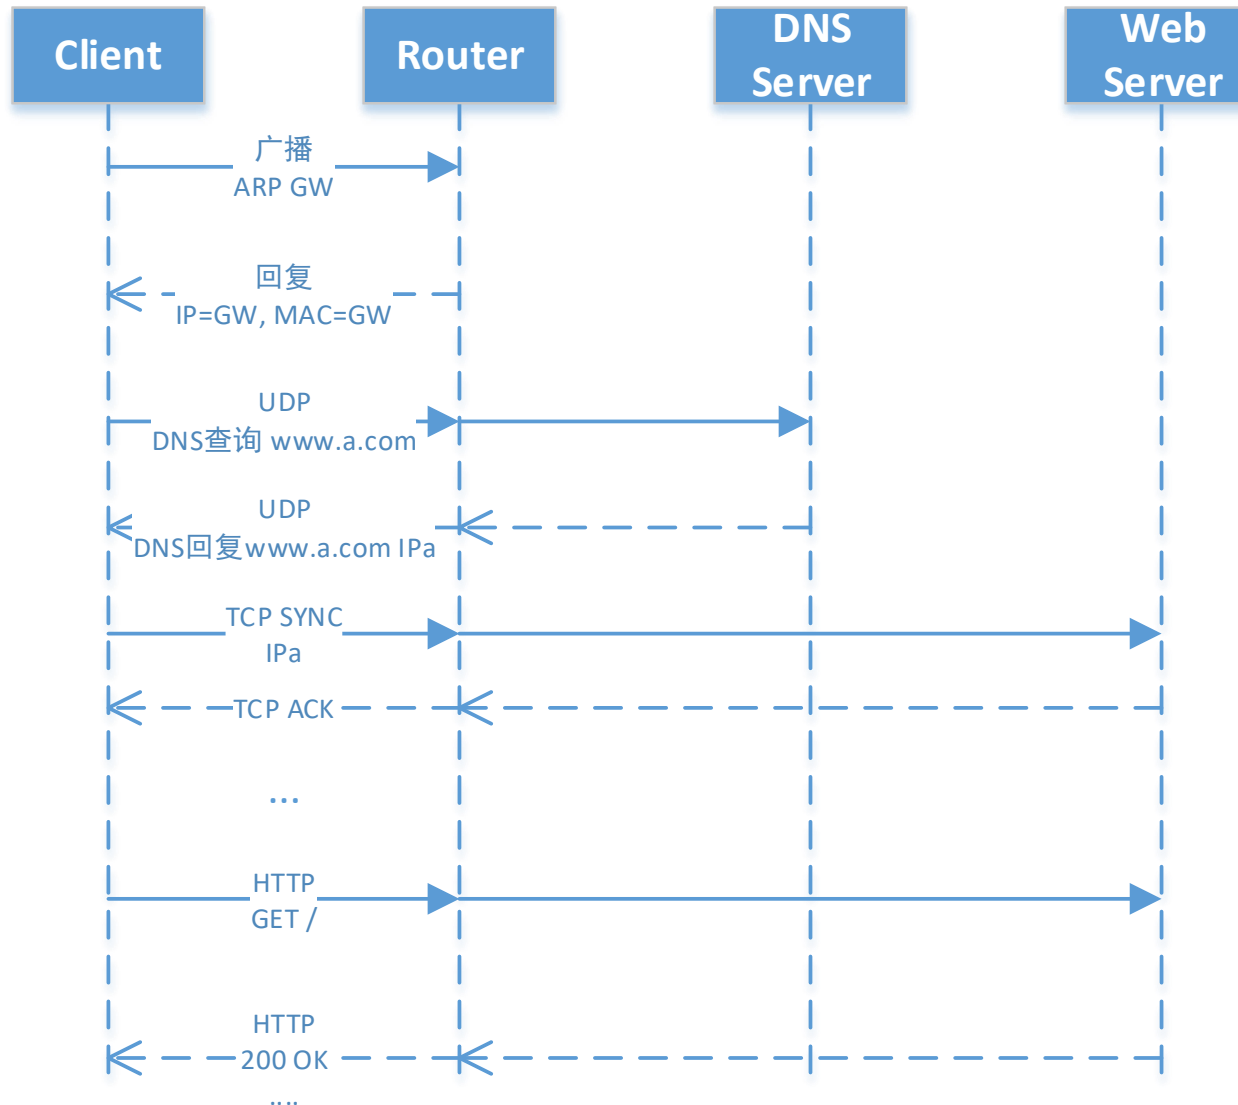 Client
Router
DNS
Server
Web
Server
广播
ARP GW
回复
IP=GW, MAC=GW
UDP
DNS查询 www.a.com
UDP
DNS回复www.a.com IPa
TCP SYNC
IPa
TCP ACK
...
HTTP
GET /
HTTP
200 OK
....